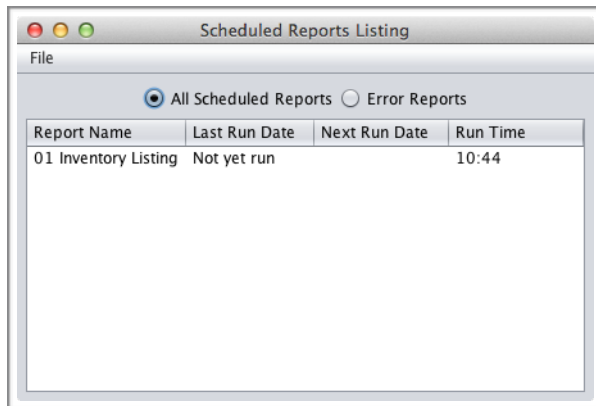 Scheduled Reports Listing
File
All Scheduled Reports Error Reports
Report Name Last Run Date Next Run Date Run Time
01 Inventory Listing Not yet run 10:44